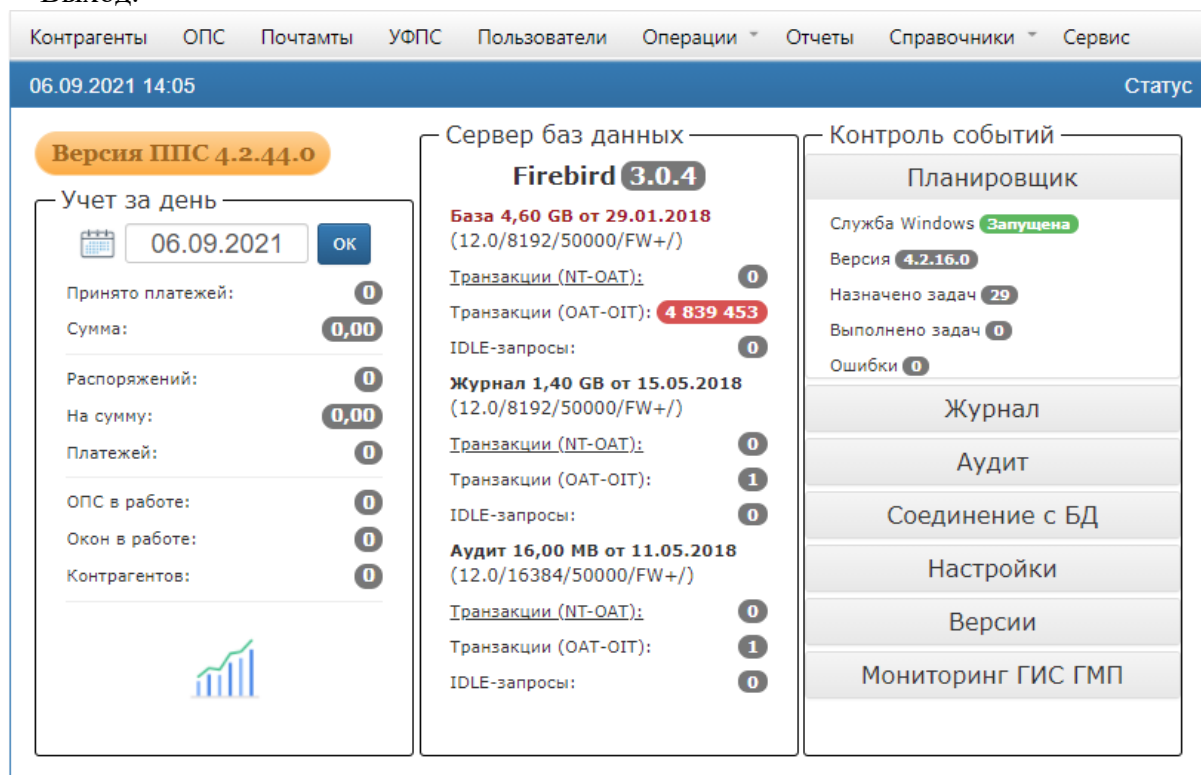 Выход.
Контрагенты ОПС Почтамты УФПС Пользователи Операции Отчеты Справочники Сервис
06.09.2021 14:05 Статус
Версия ППС 4.2.44.0
Учет за день
06.09.2021 ок
Принято платежей: 0
Сумма: 0,00
Распоряжений: 0
На сумму: 0,00
Платежей: 0
ОПС в работе: 0
Окон в работе: 0
Контрагентов: 0
Сервер баз данных
Firebird 3.0.4
База 4,60 GB от 29.01.2018
(12.0/8192/50000/FW+/)
Транзакции (NT-OAT): 0
Транзакции (OAT-OIT): 4 839 453
IDLE-запросы: 0
Журнал 1,40 GB от 15.05.2018
(12.0/8192/50000/FW+/)
Транзакции (NT-OAT): 0
Транзакции (OAT-OIT): 1
IDLE-запросы: 0
Аудит 16,00 MB от 11.05.2018
(12.0/16384/50000/FW+/)
Транзакции (NT-OAT): 0
Транзакции (OAT-OIT): 1
IDLE-запросы: 0
Контроль событий
Планировщик
Служба Windows Запущена
Версия 4.2.16.0
Назначено задач 29
Выполнено задач 0
Ошибки 0
Журнал
Аудит
Соединение с БД
Настройки
Версии
Мониторинг ГИС ГМП